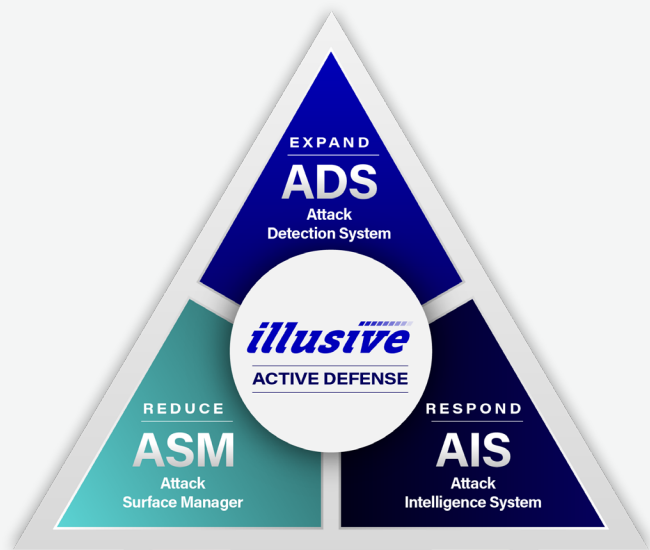 EXPAND
ADS
Attack
Detection System
illusive
ACTIVE DEFENSE
REDUCE
ASM
Attack
Surface Manager
RESPOND
AIS
Attack
Intelligence System